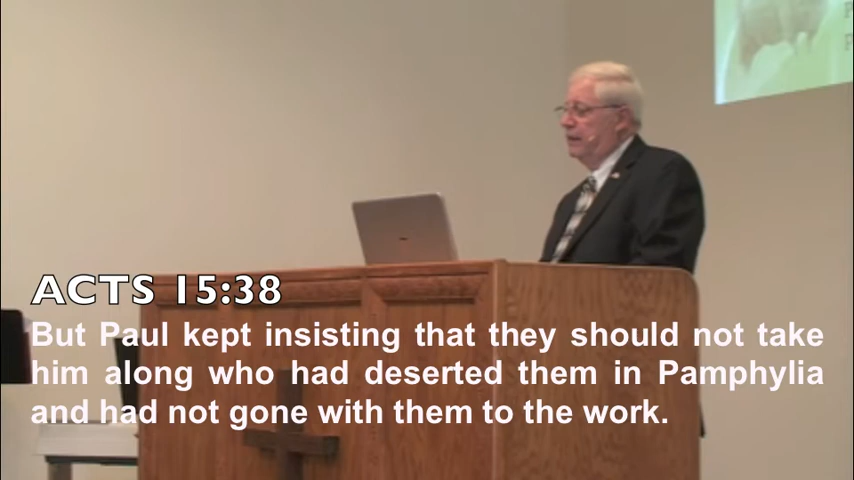 ACTS 15:38
But Paul kept insisting that they should not take
him along who had deserted them in Pamphylia
and had not gone with them to the work.